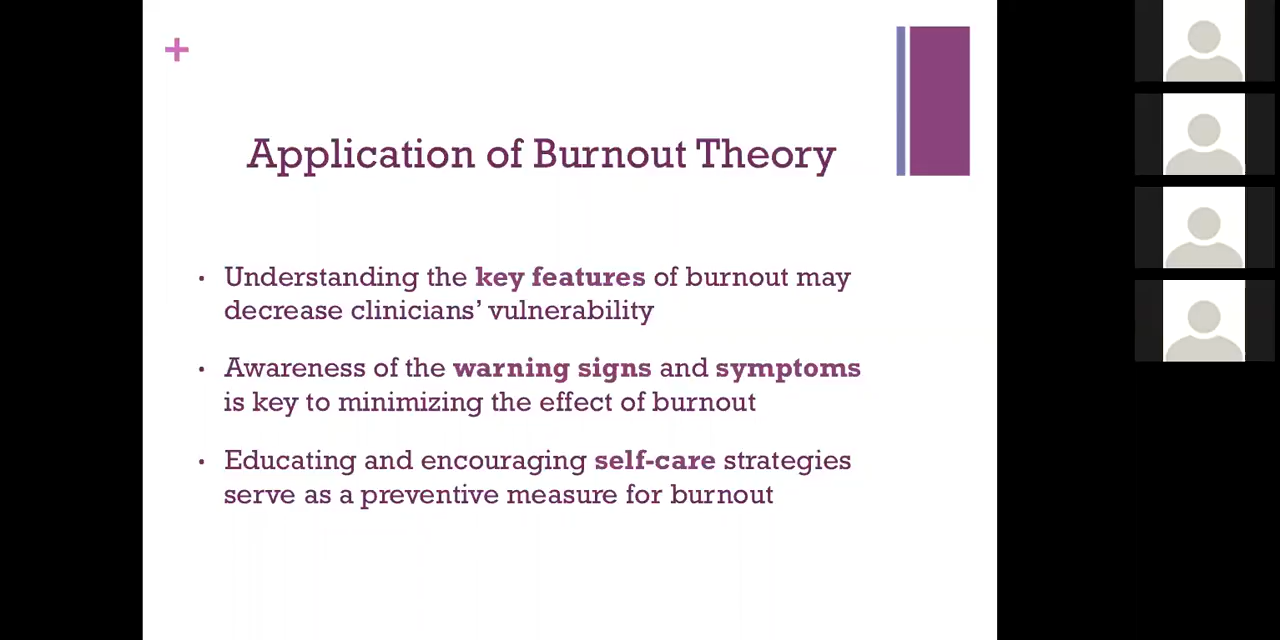 +
Application of Burnout Theory
• Understanding the key features of burnout may
decrease clinicians’ vulnerability
• Awareness of the warning signs and symptoms
is key to minimizing the effect of burnout
• Educating and encouraging self-care strategies
serve as a preventive measure for burnout